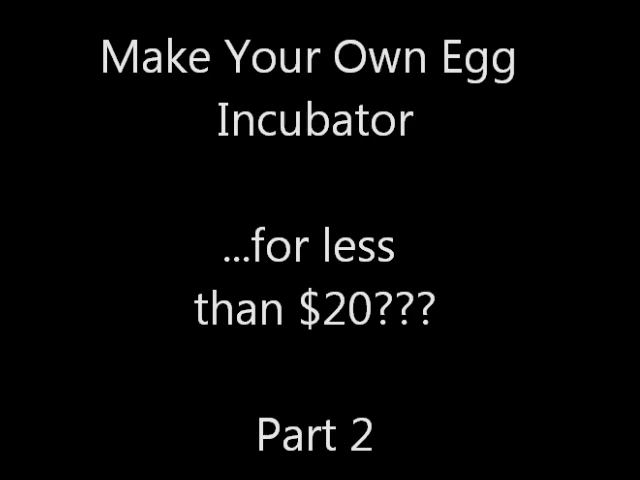 Make Your Own Egg
Incubator
...for less
than $20???
Part 2